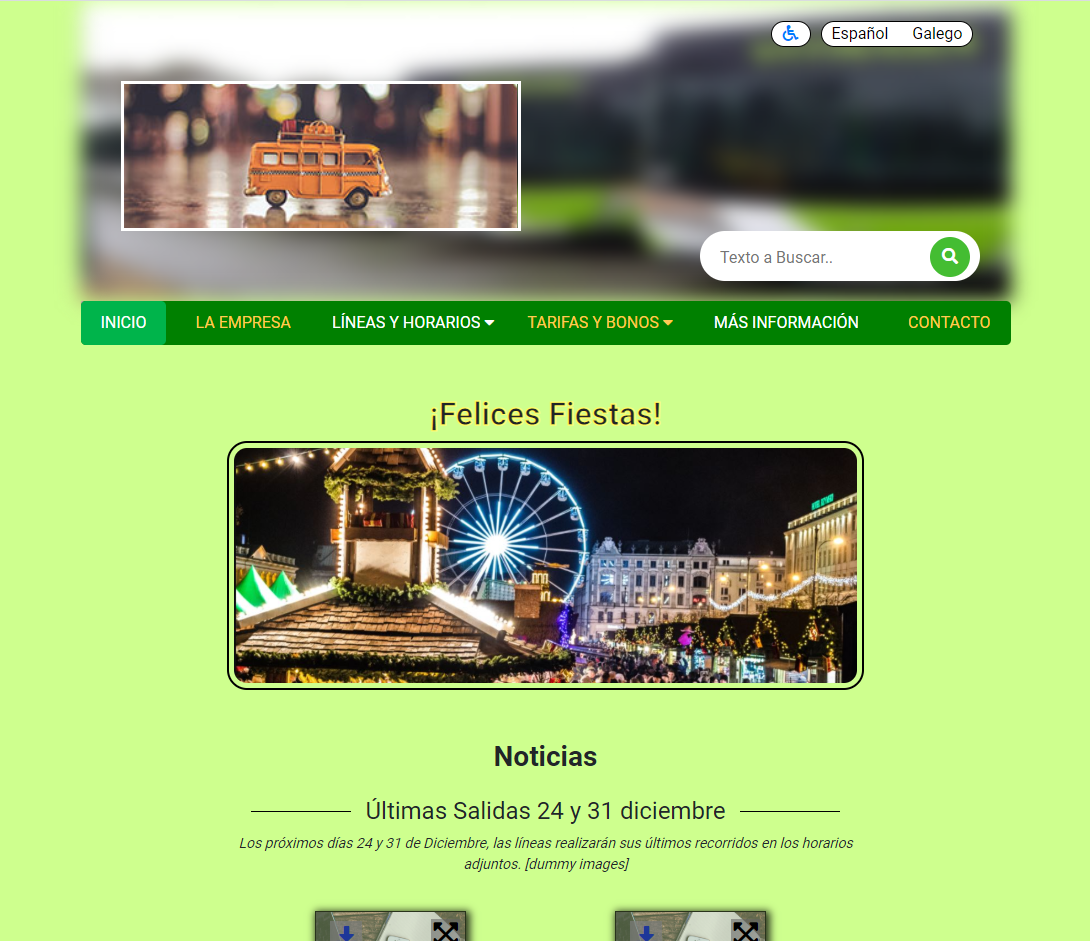 Español Galego
Texto a Buscar..
INICIO LA EMPRESA LÍNEAS Y HORARIOS TARIFAS Y BONOS MÁS INFORMACIÓN CONTACTO
¡Felices Fiestas!
Noticias
Últimas Salidas 24 y 31 diciembre
Los próximos días 24 y 31 de Diciembre, las líneas realizarán sus últimos recorridos en los horarios
adjuntos. [dummy images]